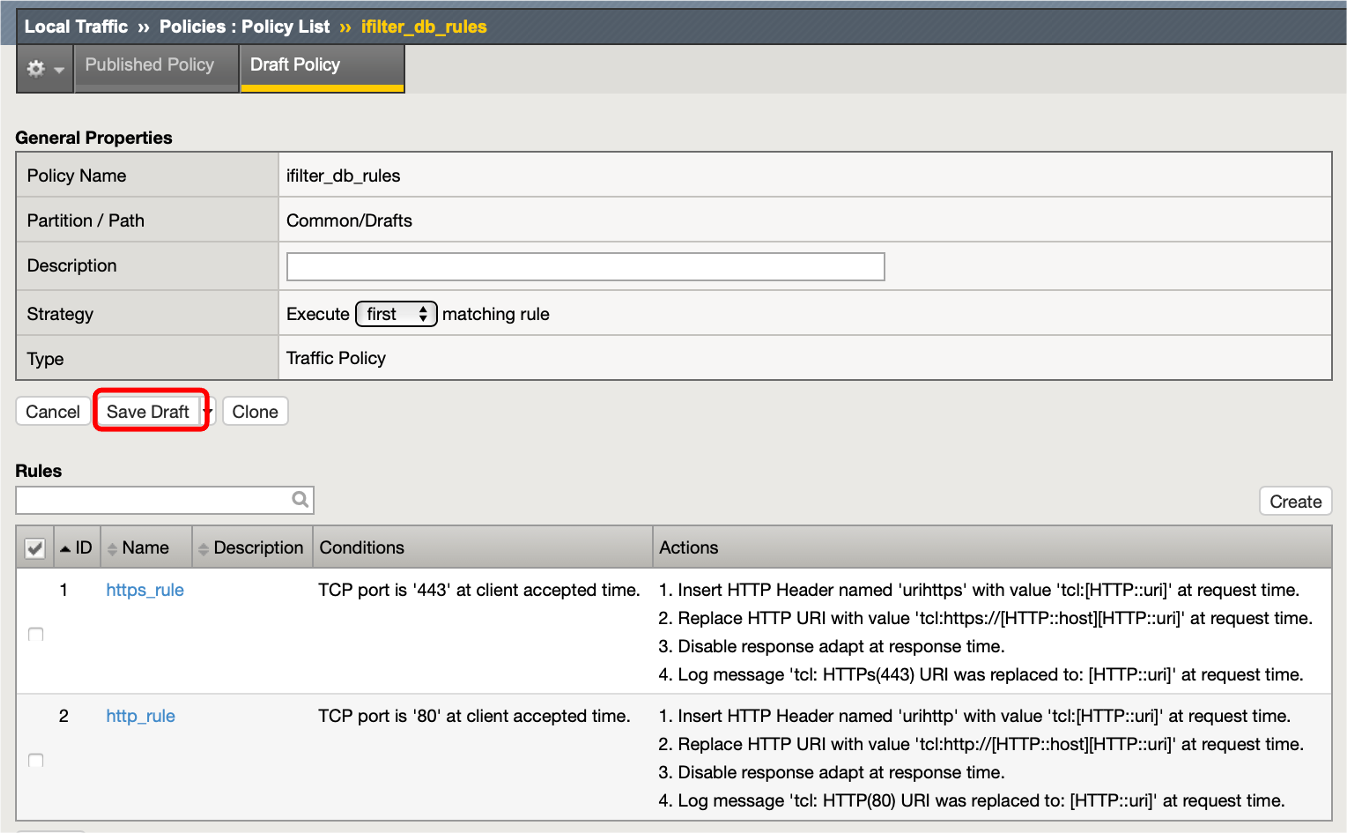 Local Traffic ›› Policies : Policy List ›› ifilter_db_rules
Published Policy
Draft Policy
General Properties
Policy Name ifilter_db_rules
Partition / Path Common/Drafts
Description
Strategy Execute first matching rule
Type Traffic Policy
Cancel Save Draft Clone
Rules
Create
ID Name Description Conditions Actions
1 https_rule TCP port is '443' at client accepted time. 1. Insert HTTP Header named 'urihttps' with value 'tcl:[HTTP::uri]' at request time.
2. Replace HTTP URI with value 'tcl:https://[HTTP::host][HTTP::uri]' at request time.
3. Disable response adapt at response time.
4. Log message 'tcl: HTTPs(443) URI was replaced to: [HTTP::uri]' at request time.
2 http_rule TCP port is '80' at client accepted time. 1. Insert HTTP Header named 'urihttp' with value 'tcl:[HTTP::uri]' at request time.
2. Replace HTTP URI with value 'tcl:http://[HTTP::host][HTTP::uri]' at request time.
3. Disable response adapt at response time.
4. Log message 'tcl: HTTP(80) URI was replaced to: [HTTP::uri]' at request time.